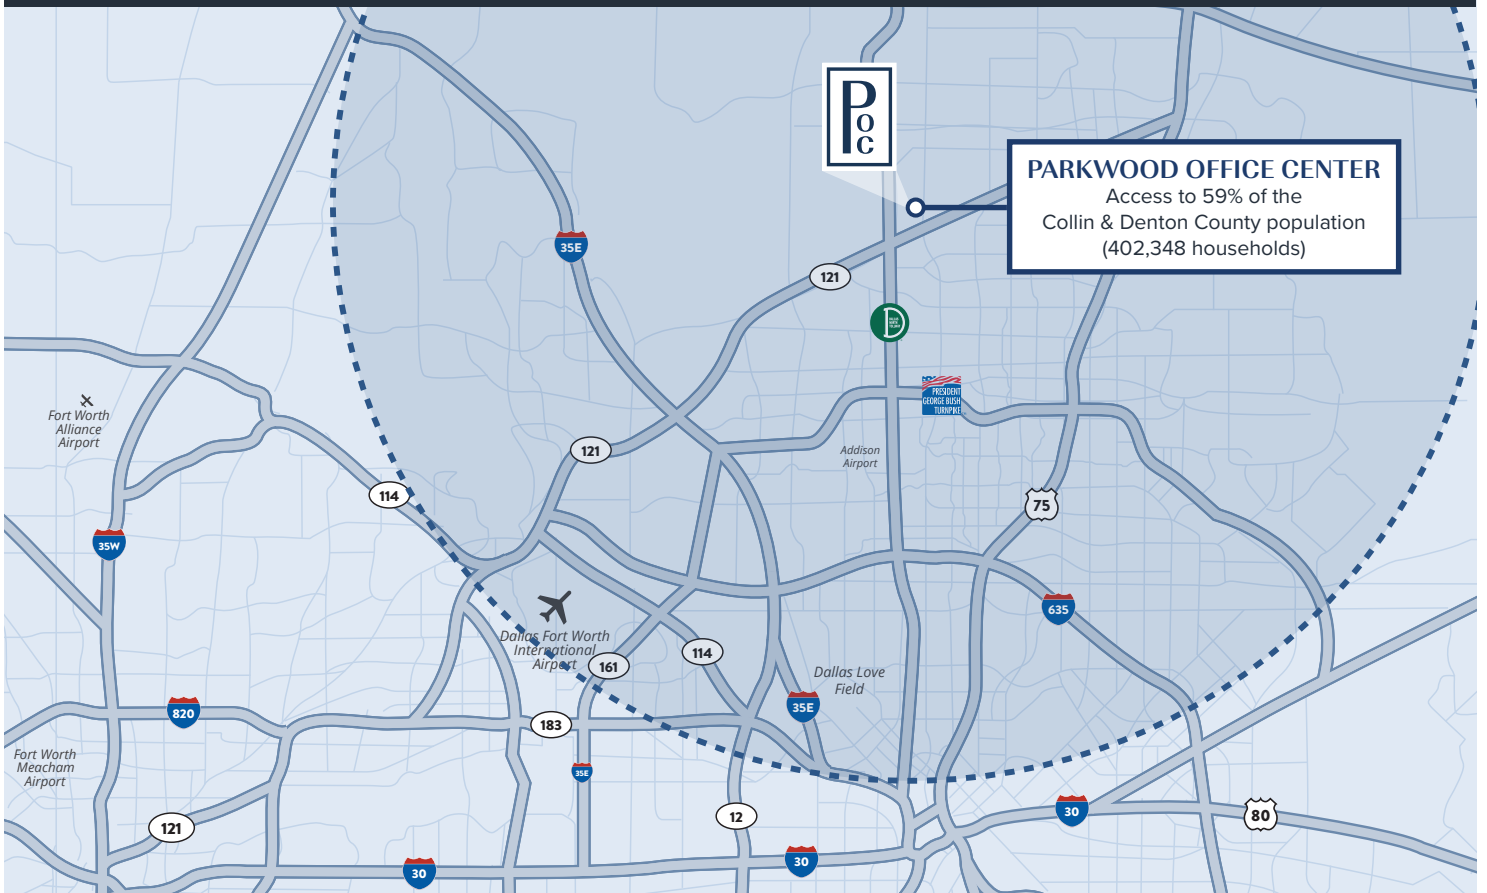 P
O
C
PARKWOOD OFFICE CENTER
Access to 59% of the
Collin & Denton County population
(402,348 households)
35E
121
PRESIDENT
GEORGE BUSH
TURNPIKE
Fort Worth
Alliance
Airport
121
Addison
Airport
114
75
35W
635
Dallas Fort Worth
International
Airport
161
114
Dallas Love
Field
35E
820
183
Fort Worth
Meacham
Airport
35E
121
12
30
80
30
30